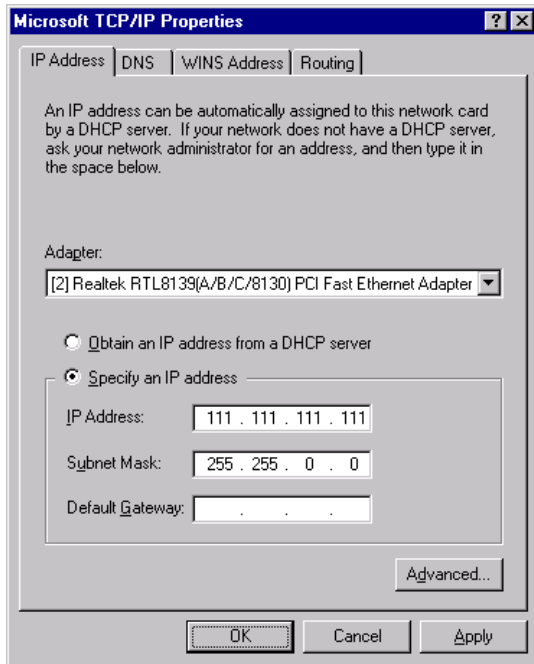 Microsoft TCP/IP Properties
IP Address DNS WINS Address Routing
An IP address can be automatically assigned to this network card
by a DHCP server. If your network does not have a DHCP server,
ask your network administrator for an address, and then type it in
the space below.
Adapter:
[2] Realtek RTL8139(A/B/C/8130) PCI Fast Ethernet Adapter
Obtain an IP address from a DHCP server
Specify an IP address
IP Address: 111 . 111 . 111 . 111
Subnet Mask: 255 . 255 . 0 . 0
Default Gateway: . . .
Advanced...
OK Cancel Apply